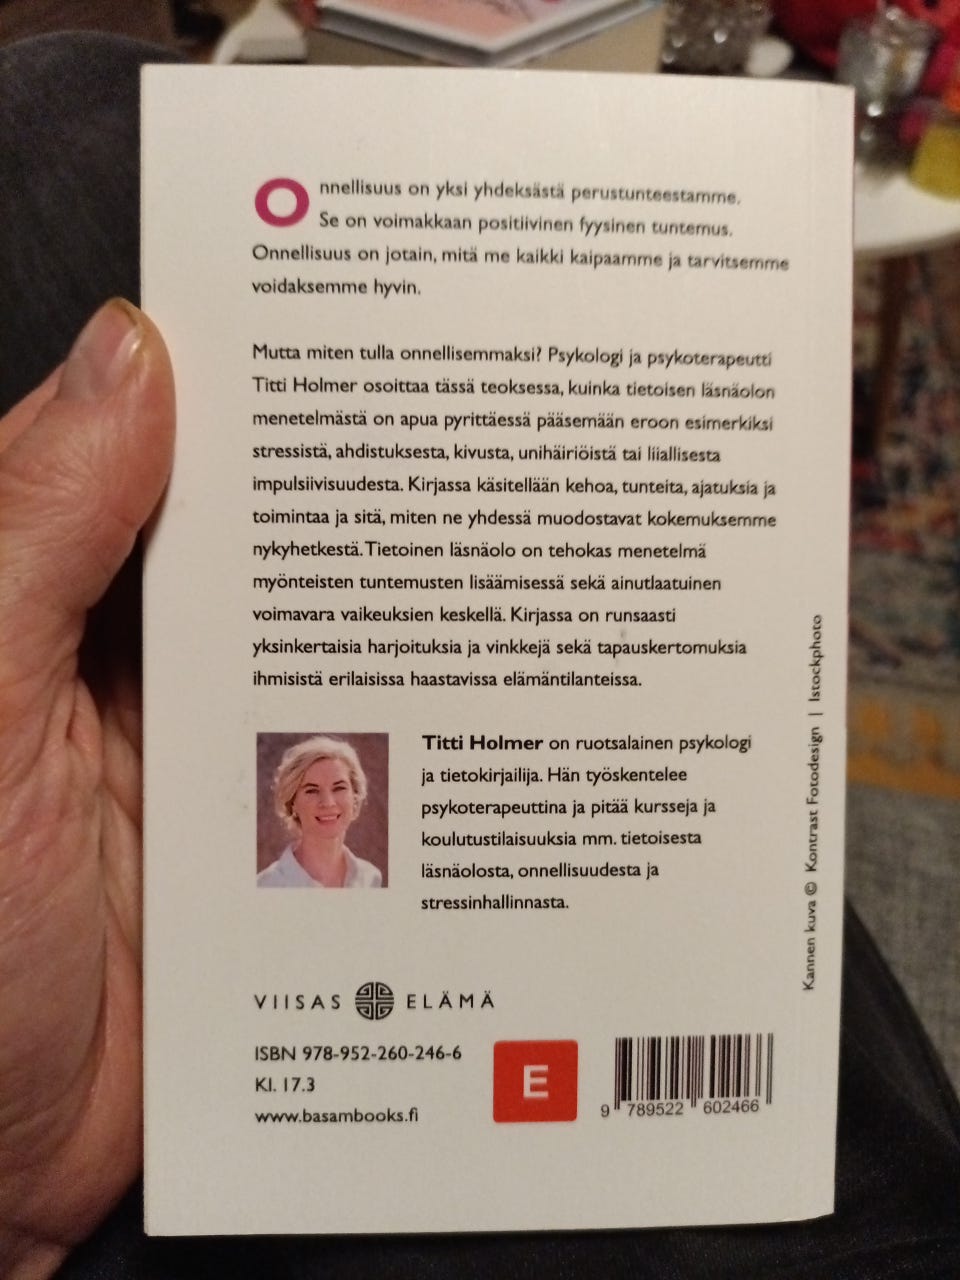 Onnellisuus on yksi yhdeksästä perustunteestamme.
Se on voimakkaan positiivinen fyysinen tuntemus.
Onnellisuus on jotain, mitä me kaikki kaipaamme ja tarvitsemme
voidaksemme hyvin.
Mutta miten tulla onnellisemmaksi? Psykologi ja psykoterapeutti
Titti Holmer osoittaa tässä teoksessa, kuinka tietoisen läsnäolon
menetelmästä on apua pyrittäessä pääsemään eroon esimerkiksi
stressistä, ahdistuksesta, kivusta, unihäiriöistä tai liiallisesta
impulsiivisuudesta. Kirjassa käsitellään kehoa, tunteita, ajatuksia ja
toimintaa ja sitä, miten ne yhdessä muodostavat kokemuksemme
nykyhetkestä. Tietoinen läsnäolo on tehokas menetelmä
myönteisten tuntemusten lisäämisessä sekä ainutlaatuinen
voimavara vaikeuksien keskellä. Kirjassa on runsaasti
yksinkertaisia harjoituksia ja vinkkejä sekä tapauskertomuksia
ihmisistä erilaisissa haastavissa elämäntilanteissa.
Titti Holmer on ruotsalainen psykologi
ja tietokirjailija. Hän työskentelee
psykoterapeuttina ja pitää kursseja ja
koulutustilaisuuksia mm. tietoisesta
läsnäolosta, onnellisuudesta ja
stressinhallinnasta.
Kannen kuva © Kontrast Fotodesign | Istockphoto
VIISAS ELÄMÄ
ISBN 978-952-260-246-6
Kl. 17.3
www.basambooks.fi
E
9 789522 602466